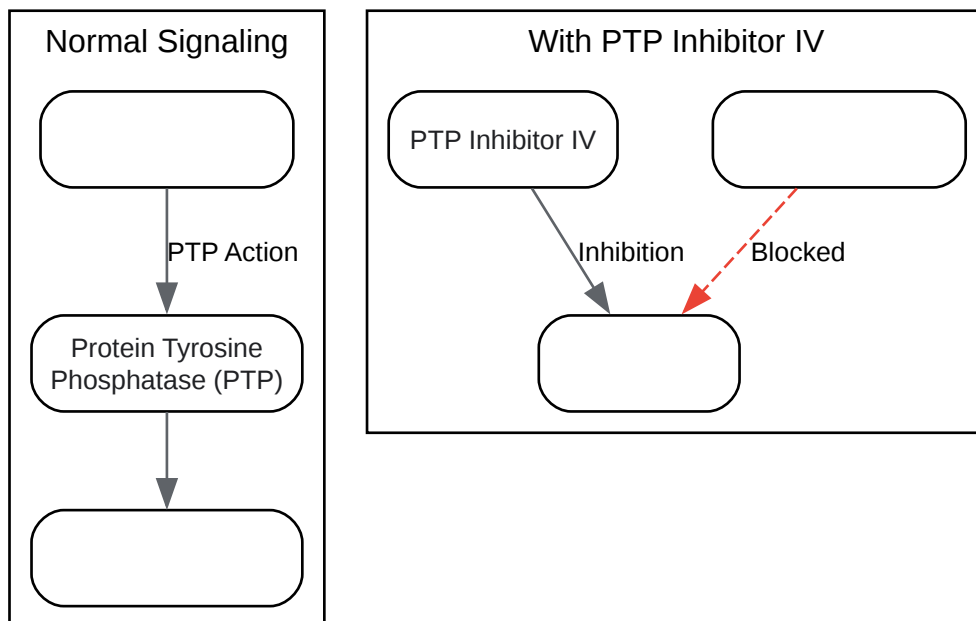 Normal Signaling
PTP Action
Protein Tyrosine
Phosphatase (PTP)
With PTP Inhibitor IV
PTP Inhibitor IV
Inhibition
Blocked